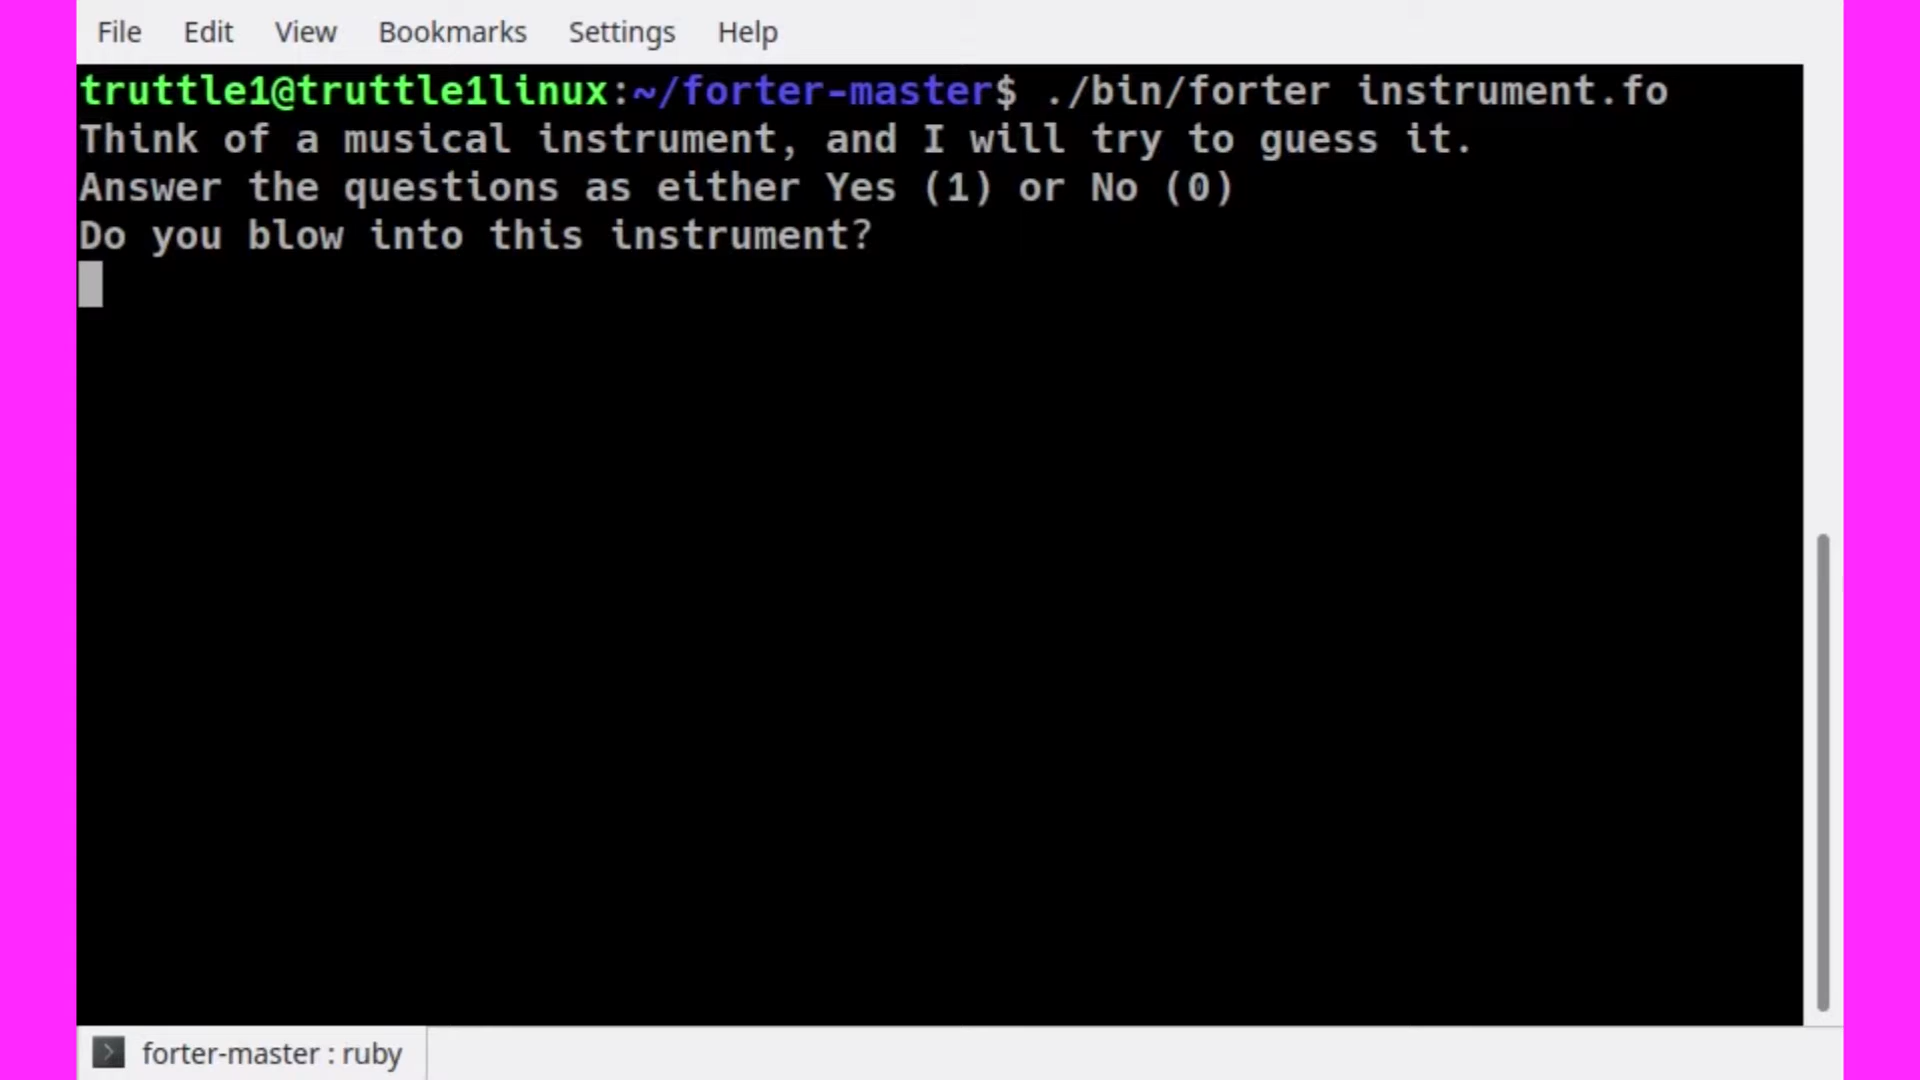 File Edit View Bookmarks Settings Help
truttle1@truttle1linux:~/forter-master$ ./bin/forter instrument.fo
Think of a musical instrument, and I will try to guess it.
Answer the questions as either Yes (1) or No (0)
Do you blow into this instrument?
forter-master : ruby